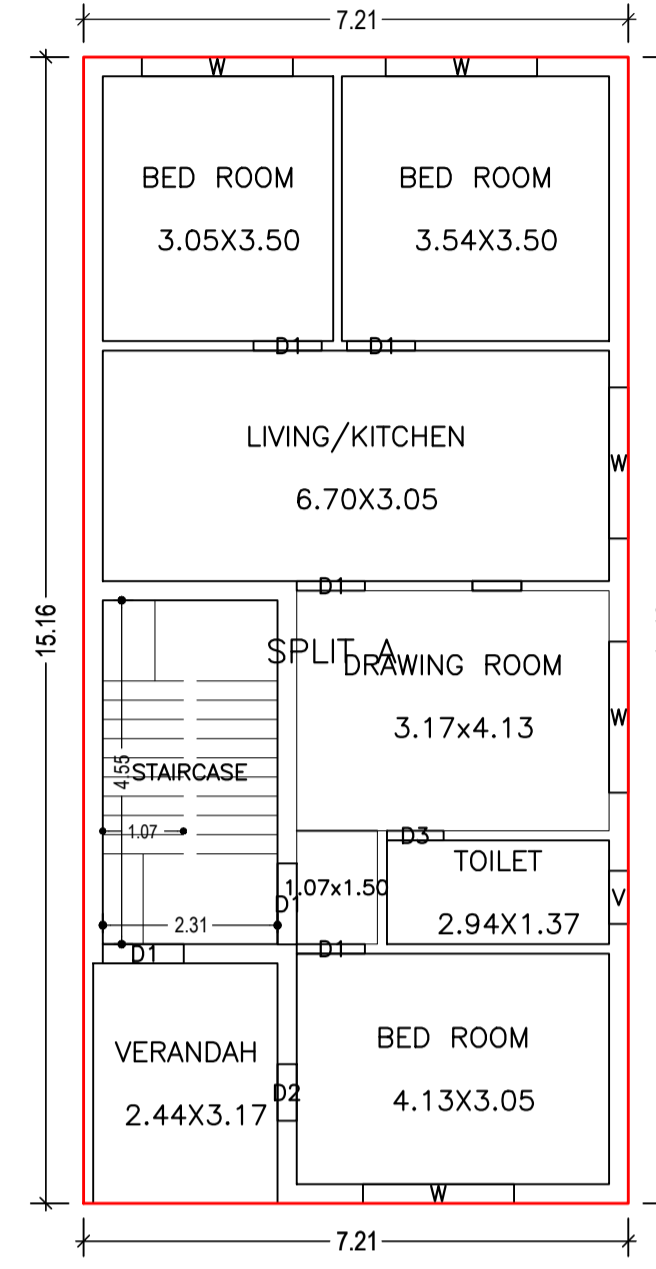 7.21
W
W
BED ROOM
3.05X3.50
BED ROOM
3.54X3.50
D1
D1
LIVING/KITCHEN
6.70X3.05
W
D1
15.16
SPLIT A
DRAWING ROOM
3.17x4.13
W
4.55
STAIRCASE
1.07
D3
TOILET
2.94X1.37
V
1.07x1.50
D1
2.31
D1
D1
VERANDAH
2.44X3.17
D2
BED ROOM
4.13X3.05
W
7.21